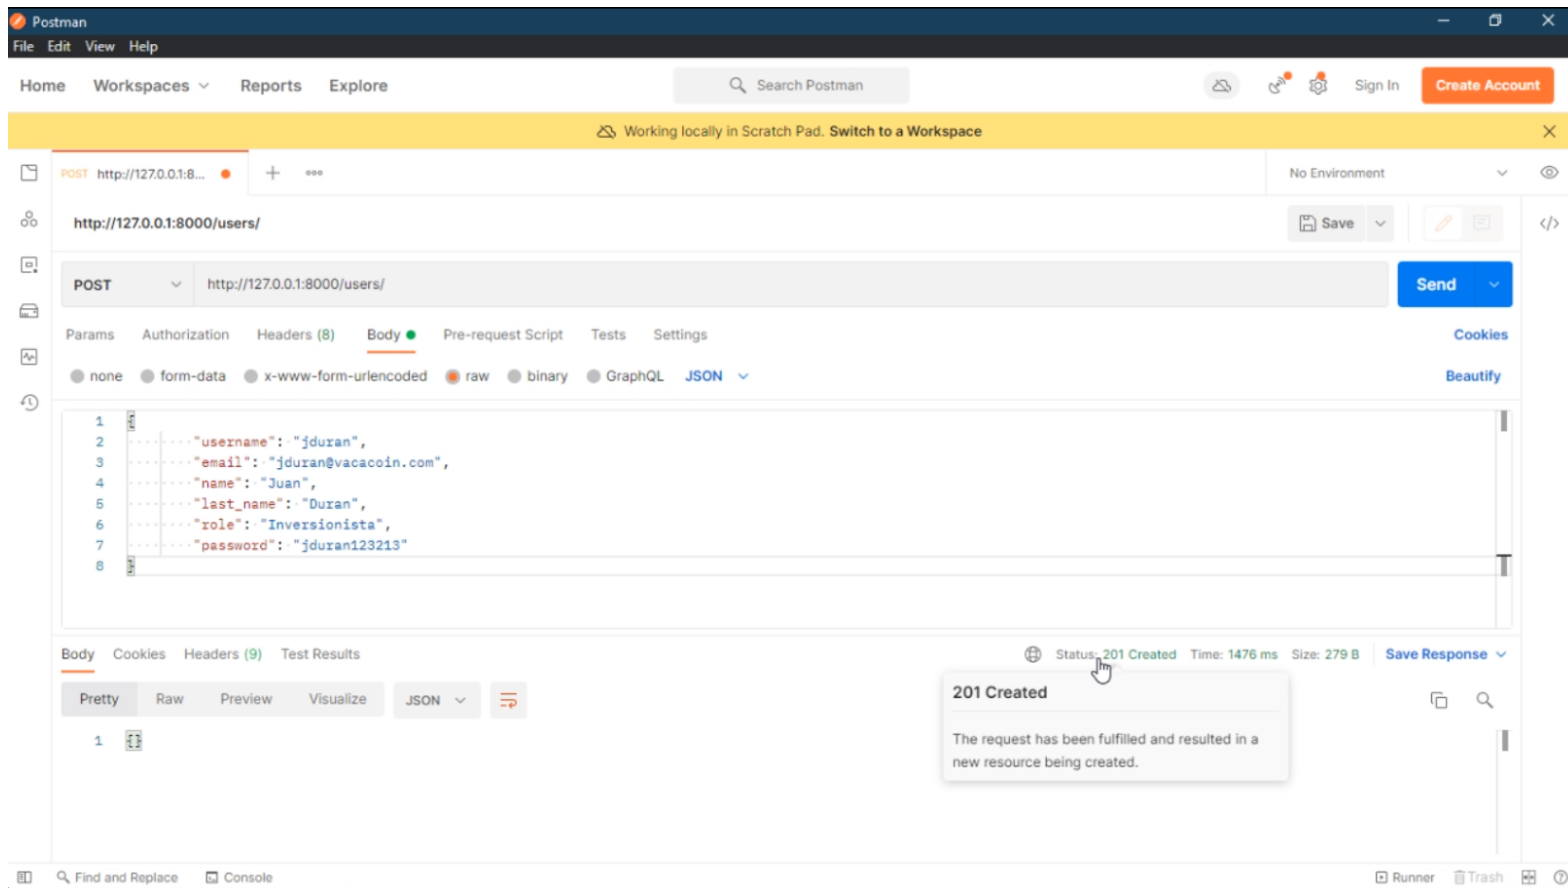 Postman
File Edit View Help
Home Workspaces Reports Explore Search Postman Sign In Create Account
Working locally in Scratch Pad. Switch to a Workspace
POST http://127.0.0.1:8... No Environment
http://127.0.0.1:8000/users/ Save
POST http://127.0.0.1:8000/users/ Send
Params Authorization Headers (8) Body Pre-request Script Tests Settings Cookies
none form-data x-www-form-urlencoded raw binary GraphQL JSON Beautify
1 {
2 "username": "jduran",
3 "email": "jduran@vacacoin.com",
4 "name": "Juan",
5 "last_name": "Duran",
6 "role": "Inversionista",
7 "password": "jduran123213"
8 }
Body Cookies Headers (9) Test Results Status: 201 Created Time: 1476 ms Size: 279 B Save Response
Pretty Raw Preview Visualize JSON
201 Created
1 {}
The request has been fulfilled and resulted in a
new resource being created.
Find and Replace Console Runner Trash